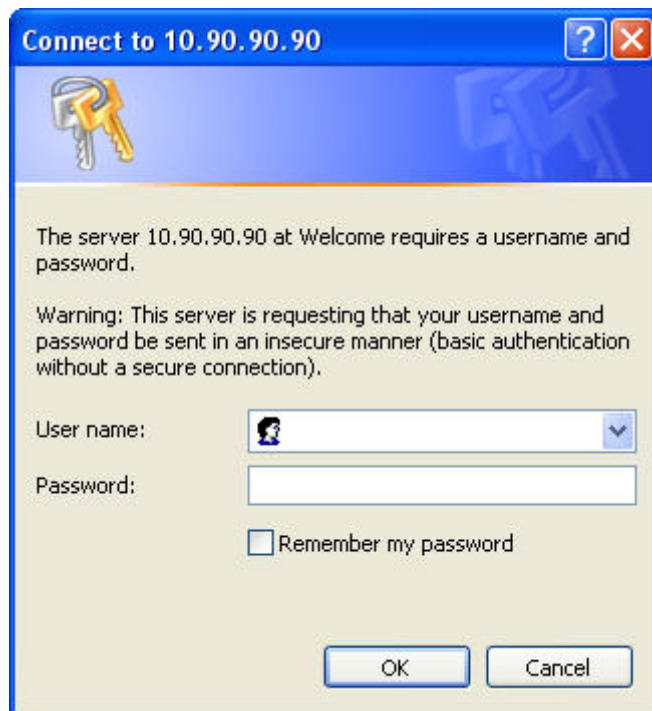 Connect to 10.90.90.90
The server 10.90.90.90 at Welcome requires a username and
password.
Warning: This server is requesting that your username and
password be sent in an insecure manner (basic authentication
without a secure connection).
User name:
Password:
Remember my password
OK Cancel